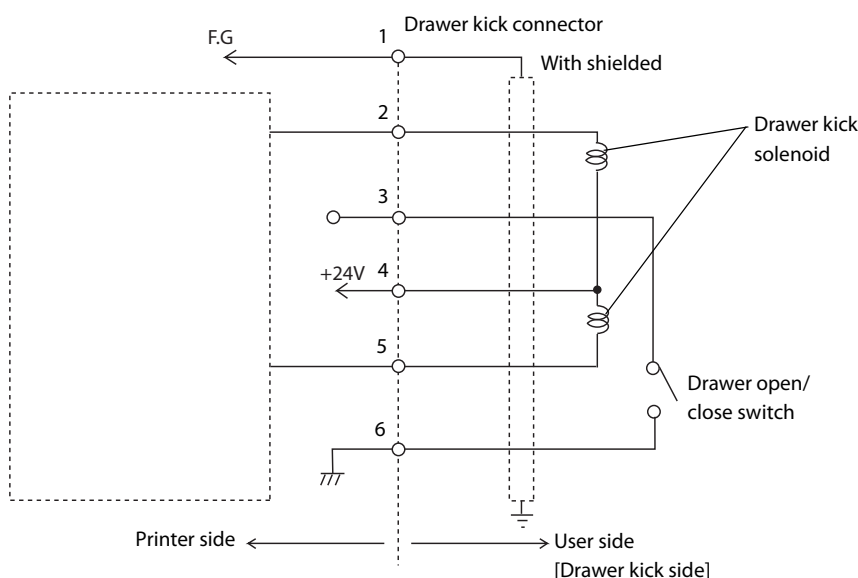 Drawer kick connector
F.G
1
With shielded
2
Drawer kick
solenoid
3
+24V
4
5
Drawer open/
close switch
6
Printer side
User side
[Drawer kick side]